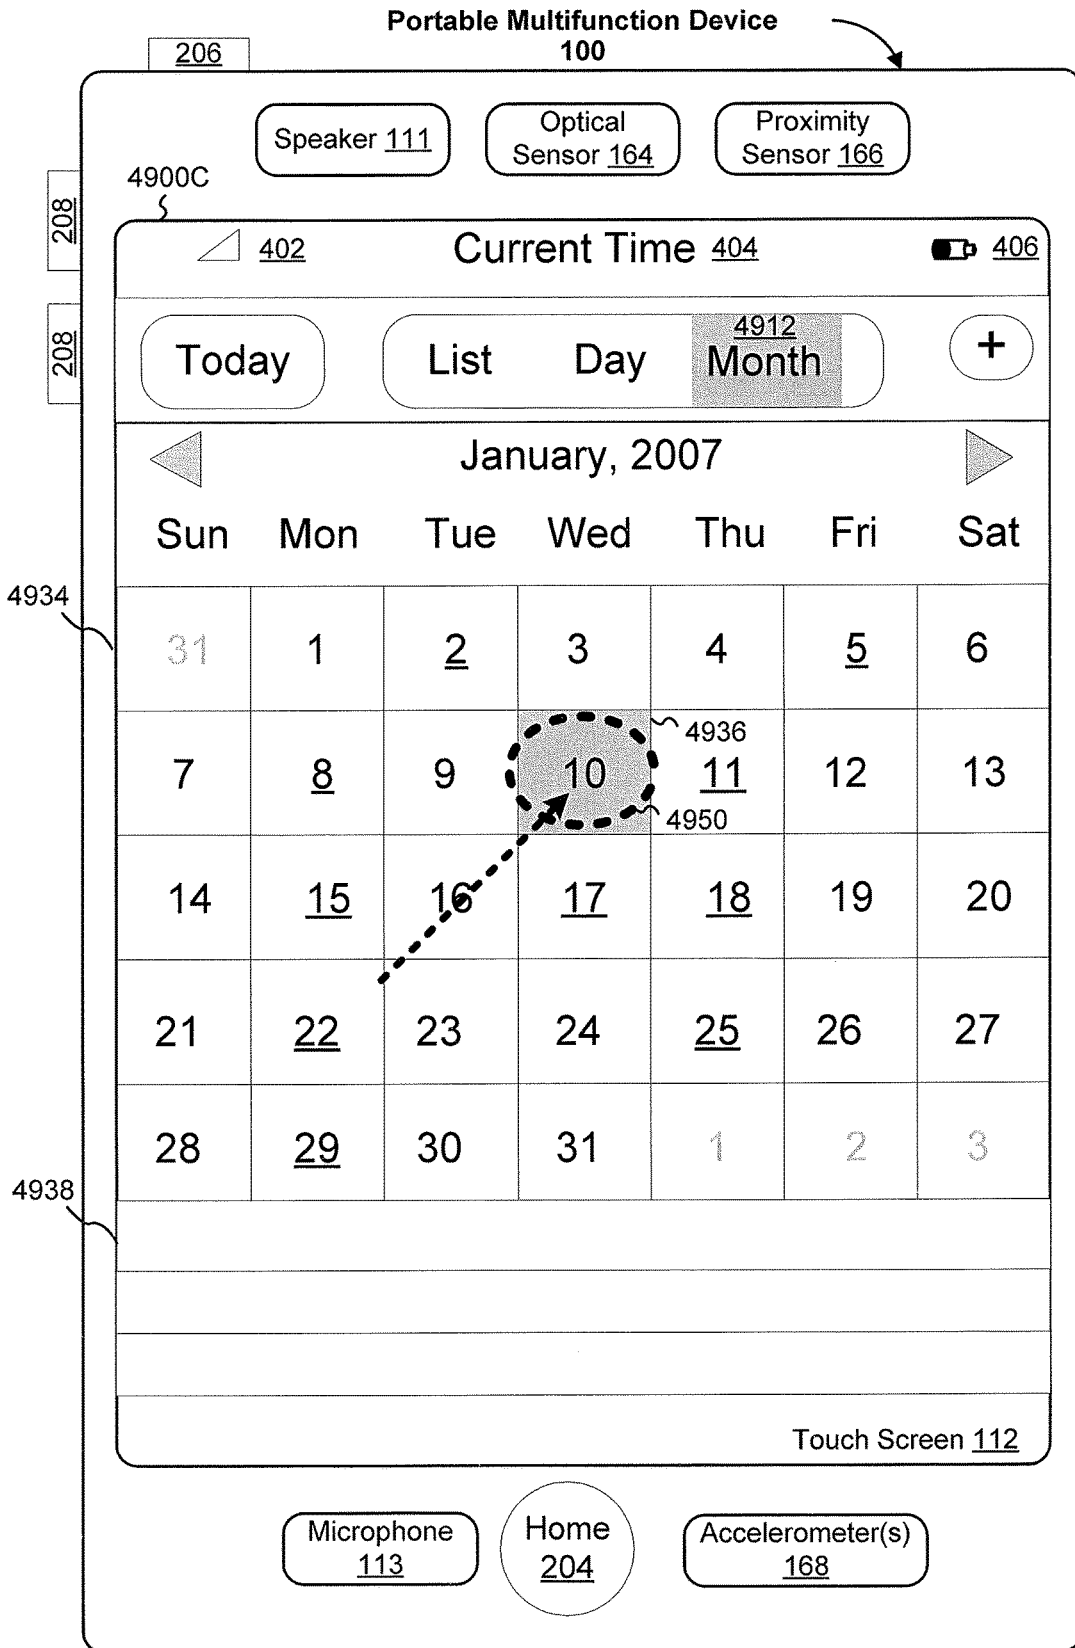 Portable Multifunction Device
100
206
Speaker 111
Optical
Sensor 164
Proximity
Sensor 166
4900C
208
402
Current Time 404
406
208
Today
List Day Month
4912
+
January, 2007
Sun Mon Tue Wed Thu Fri Sat
4934
31 1 2 3 4 5 6
4936
7 8 9 10 11 12 13
4950
14 15 16 17 18 19 20
21 22 23 24 25 26 27
28 29 30 31 1 2 3
4938
Touch Screen 112
Microphone
113
Home
204
Accelerometer(s)
168